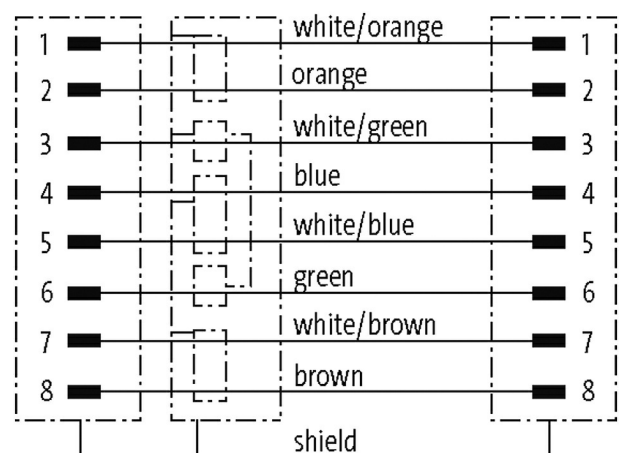 1 white/orange 1
2 orange 2
3 white/green 3
4 blue 4
5 white/blue 5
6 green 6
7 white/brown 7
8 brown 8
shield